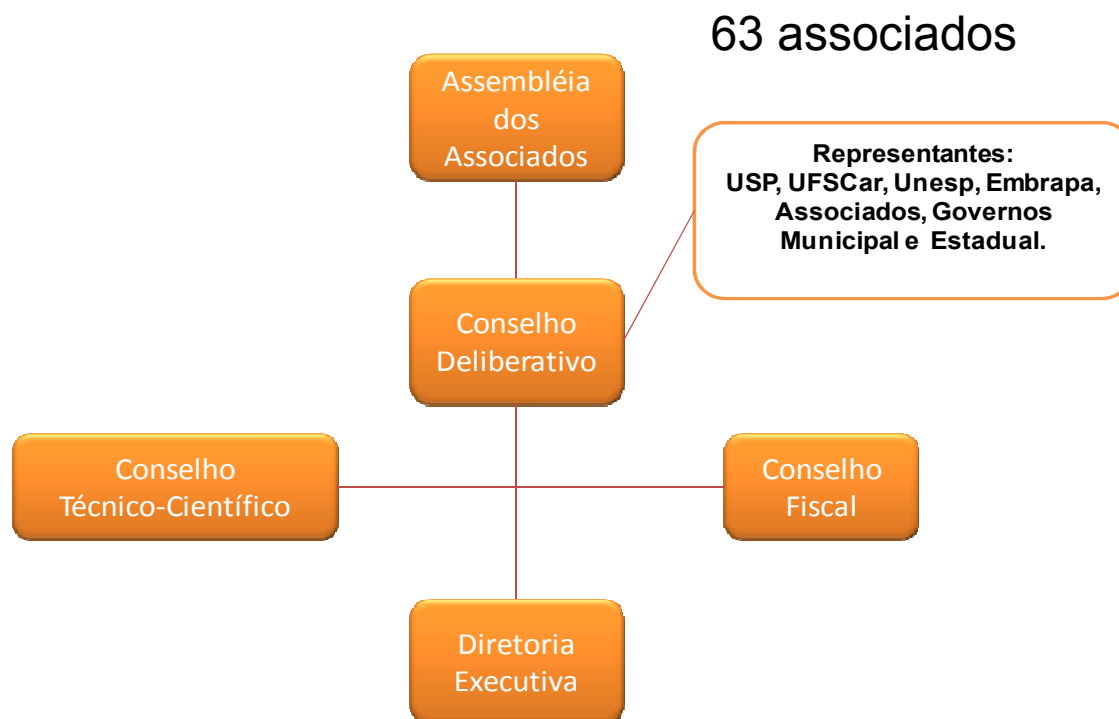 63 associados
Assembléia
dos
Associados
Representantes:
USP, UFSCar, Unesp, Embrapa,
Associados, Governos
Municipal e Estadual.
Conselho
Deliberativo
Conselho
Técnico-Científico
Conselho
Fiscal
Diretoria
Executiva